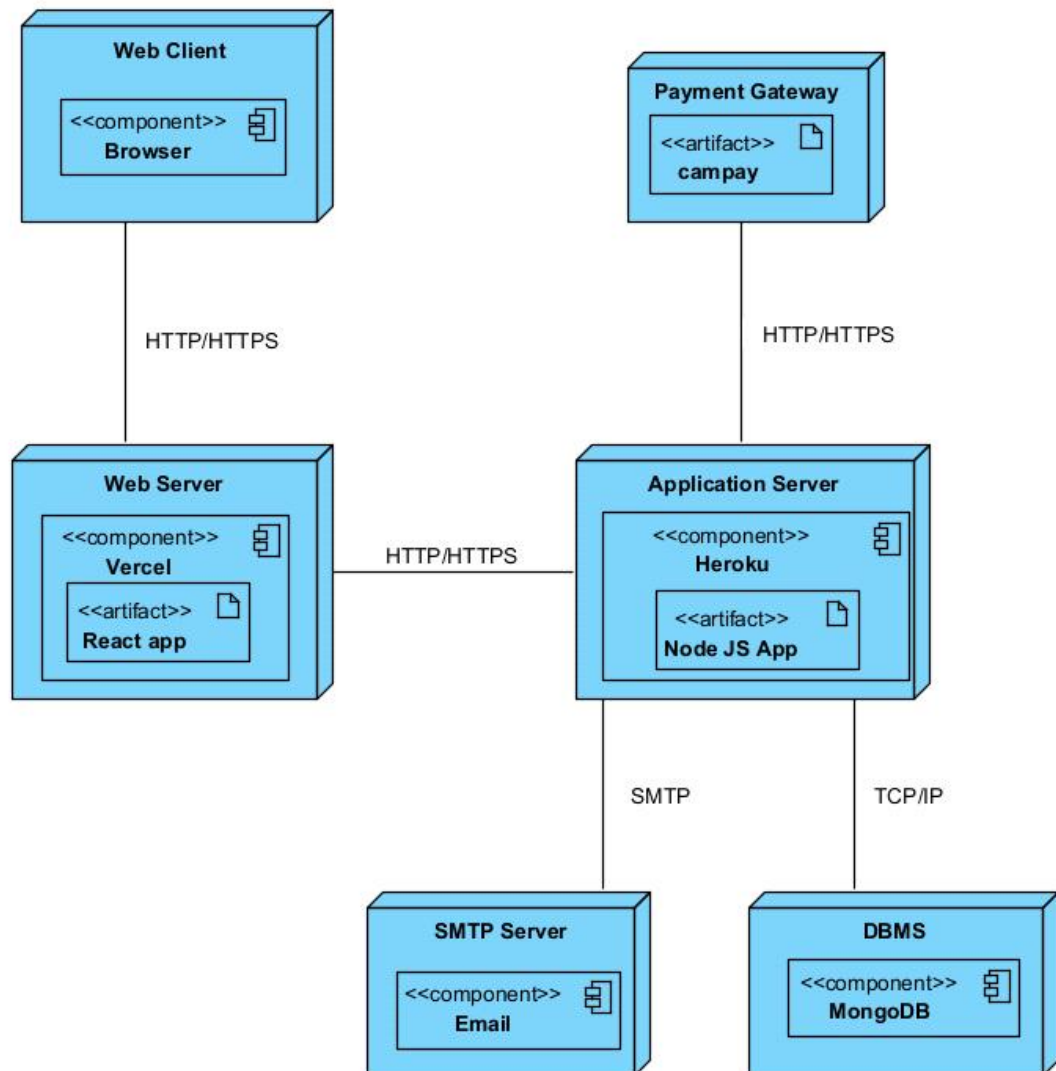 Web Client
<<component>>
Browser
Payment Gateway
<<artifact>>
campay
HTTP/HTTPS
HTTP/HTTPS
Web Server
<<component>>
Vercel
<<artifact>>
React app
HTTP/HTTPS
Application Server
<<component>>
Heroku
<<artifact>>
Node JS App
SMTP
TCP/IP
SMTP Server
<<component>>
Email
DBMS
<<component>>
MongoDB